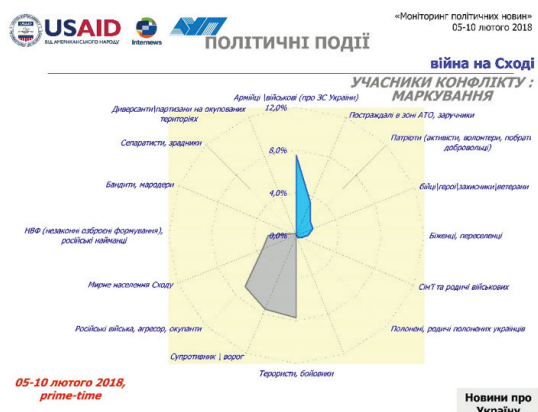 USAID
ВІД АМЕРИКАНСЬКОГО НАРОДУ
Internews
«Моніторинг політичних новин»
05-10 лютого 2018
ПОЛІТИЧНІ ПОДІЇ
війна на Сході
УЧАСНИКИ КОНФЛІКТУ :
МАРКУВАННЯ
Армійці \військові (про ЗС України)
12,0%
Диверсанти\партизани на окупованих
територіях
Постраждалі в зоні АТО, заручники
Сепаратисти, зрадники
Патріоти (активісти, волонтери, побраті
добровольці)
8,0%
Бандити, мародери
бійці\герої\захисники\ветерани
4,0%
НВФ (незаконні озброєні формування),
російські найманці
0,0%
Біженці, переселенці
Мирне населення Сходу
Сім'ї та родичі військових
Російські війська, агресор, окупанти
Полонені, родичі полонених українців
Супротивник \ ворог
Терористи, бойовики
05-10 лютого 2018,
prime-time
Новини про
Україну